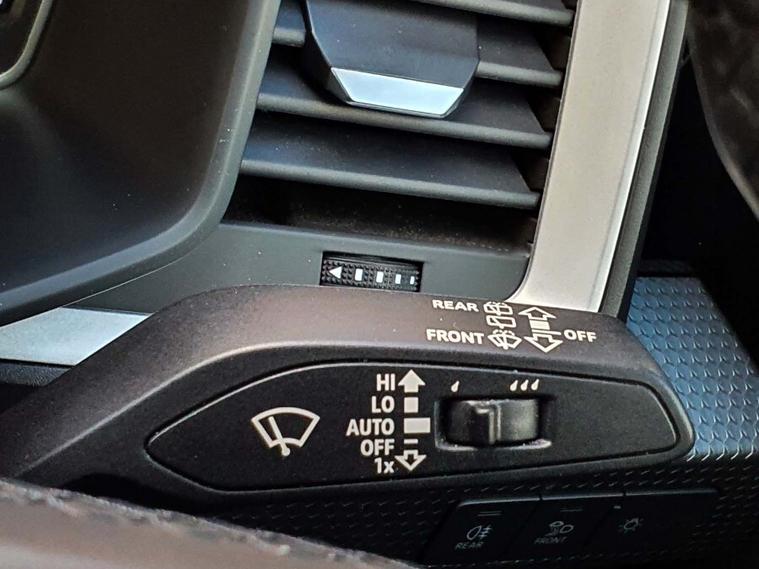 REAR
FRONT OFF
HI
LO
AUTO
OFF
1x
REAR
FRONT